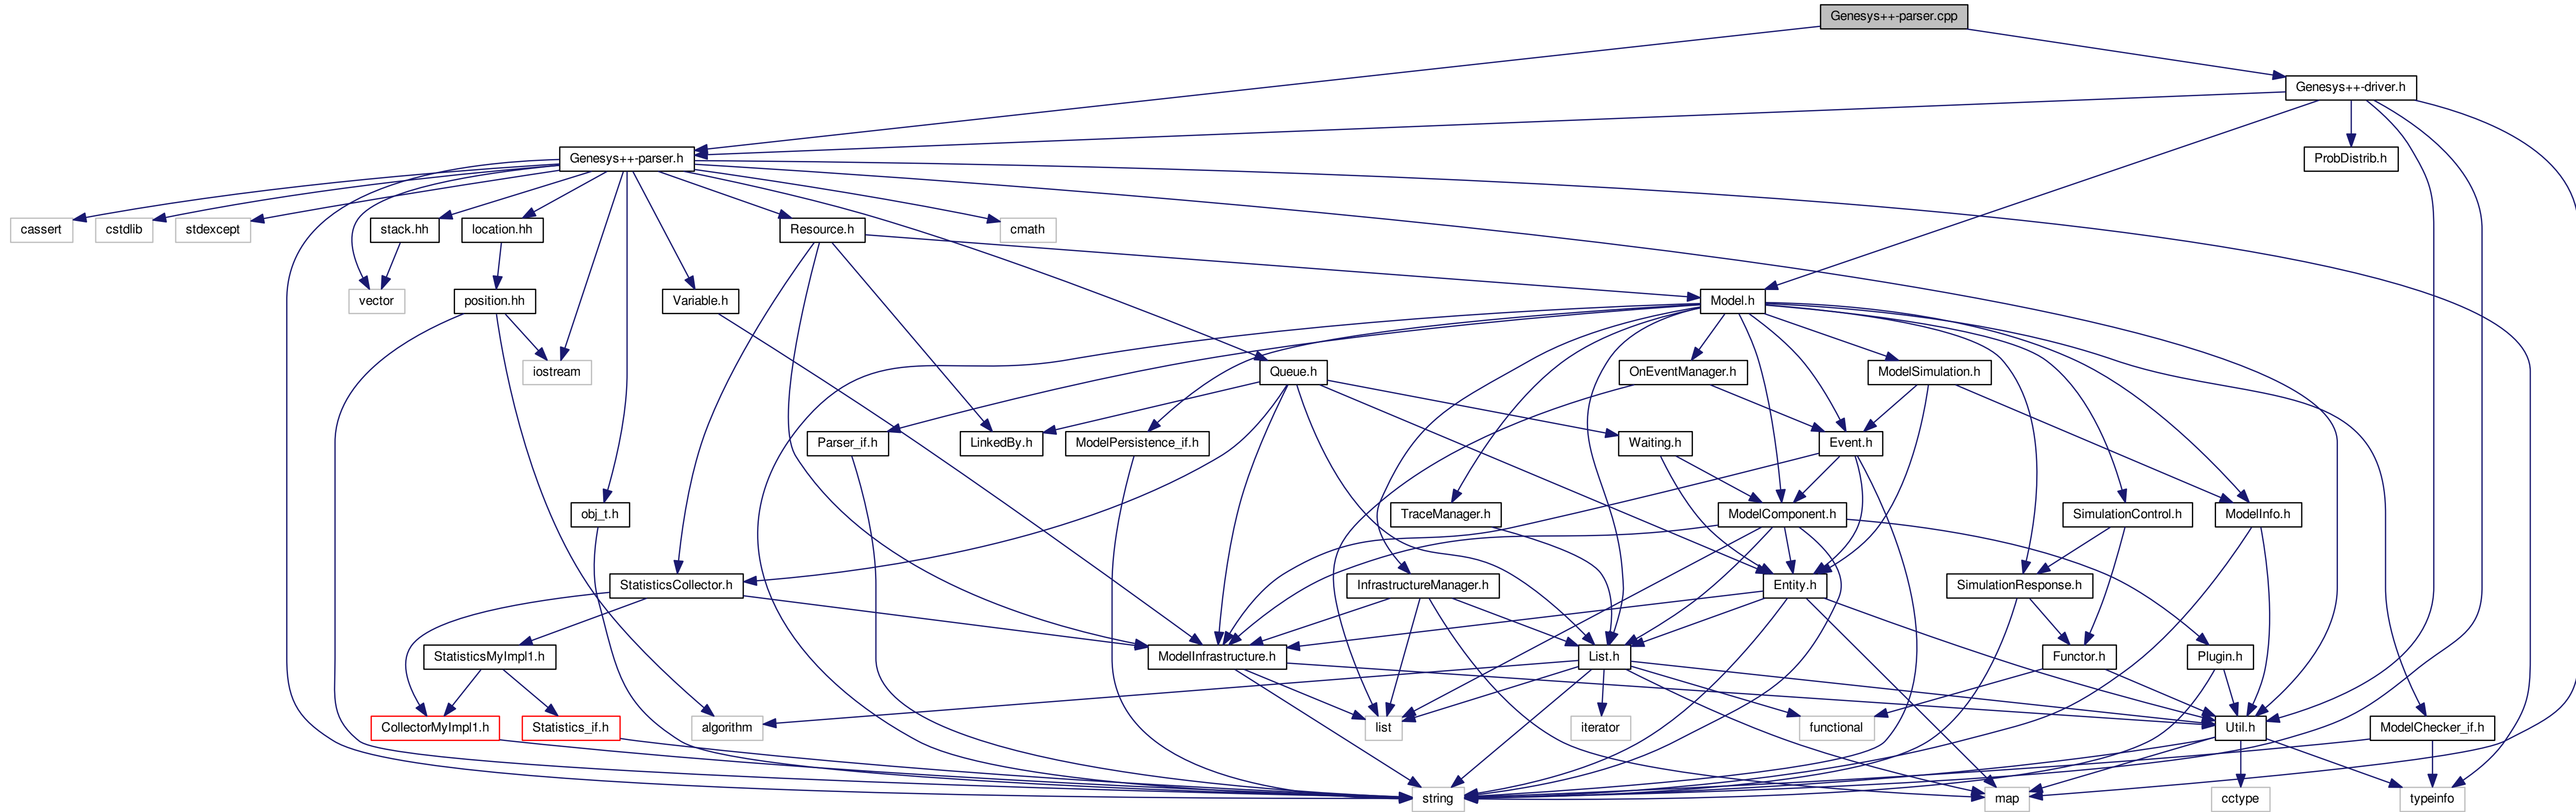 Genesys++-parser.cpp
Genesys++-driver.h
Genesys++-parser.h
ProbDistrib.h
cassert
cstdlib
stdexcept
stack.hh
location.hh
Resource.h
cmath
vector
position.hh
Variable.h
Model.h
iostream
Queue.h
OnEventManager.h
ModelSimulation.h
Parser_if.h
LinkedBy.h
ModelPersistence_if.h
Waiting.h
Event.h
obj_t.h
TraceManager.h
ModelComponent.h
SimulationControl.h
ModelInfo.h
StatisticsCollector.h
InfrastructureManager.h
Entity.h
SimulationResponse.h
StatisticsMyImpl1.h
ModelInfrastructure.h
List.h
Functor.h
Plugin.h
CollectorMyImpl1.h
Statistics_if.h
algorithm
list
iterator
functional
Util.h
ModelChecker_if.h
string
map
cctype
typeinfo